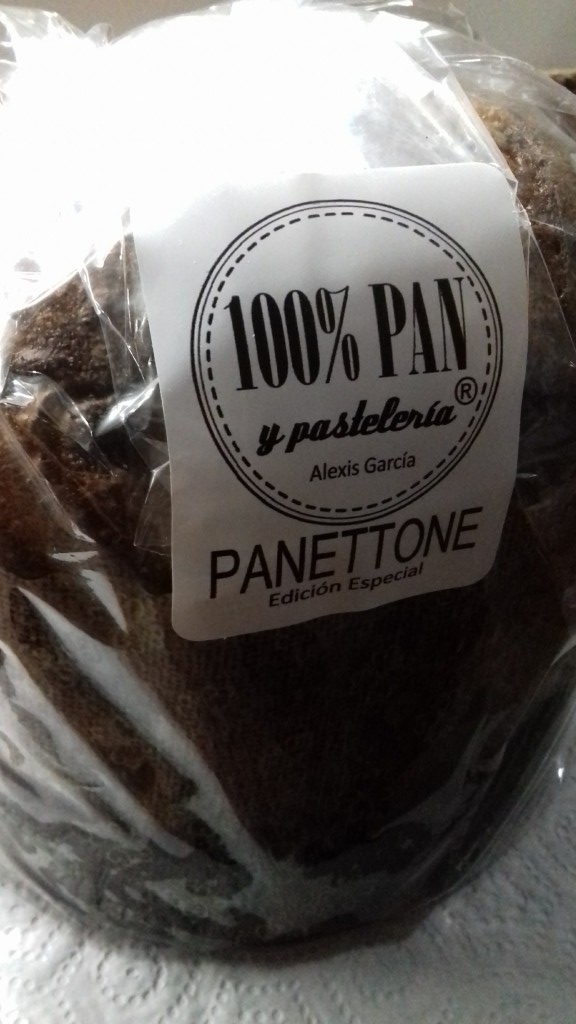 100% PAN
y pastelería®
Alexis García
PANETTONE
Edición Especial